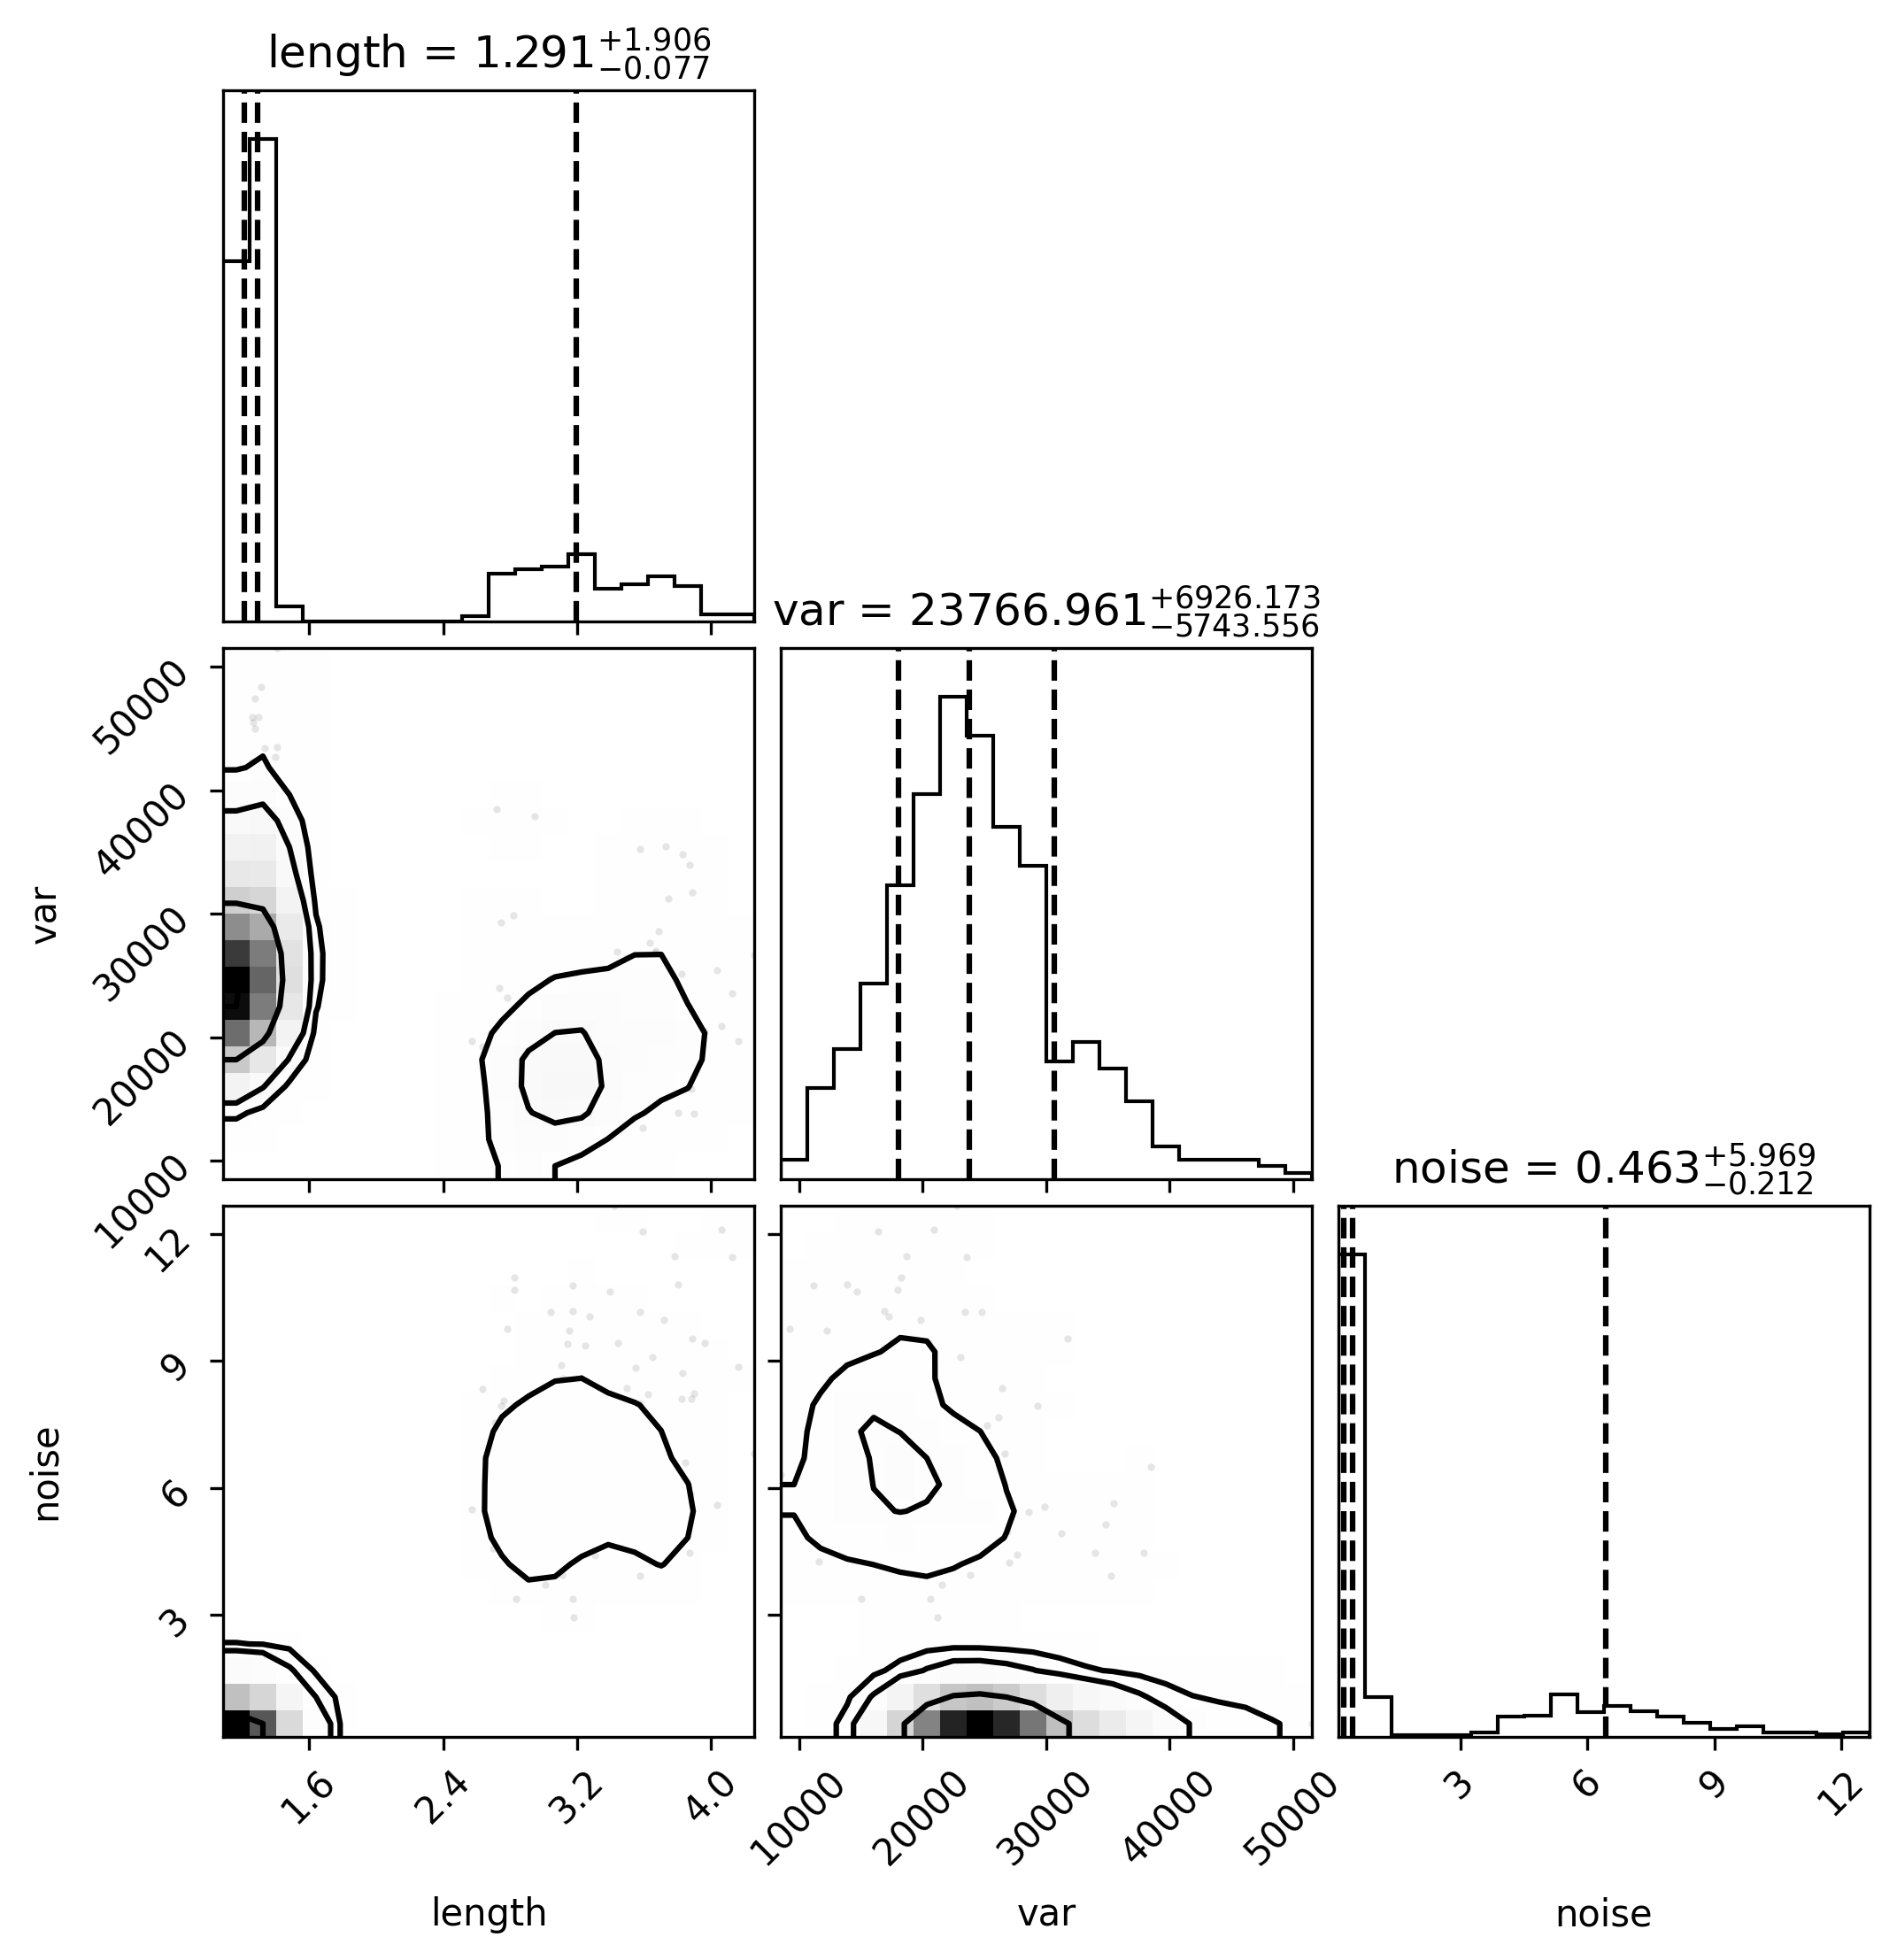 length = 1.291 +1.906 −0.077
var = 23766.961 +6926.173 −5743.556
50000
40000
30000
20000
10000
var
noise = 0.463 +5.969 −0.212
12
9
6
3
noise
1.6 2.4 3.2 4.0 10000 20000 30000 40000 50000 3 6 9 12
length var noise